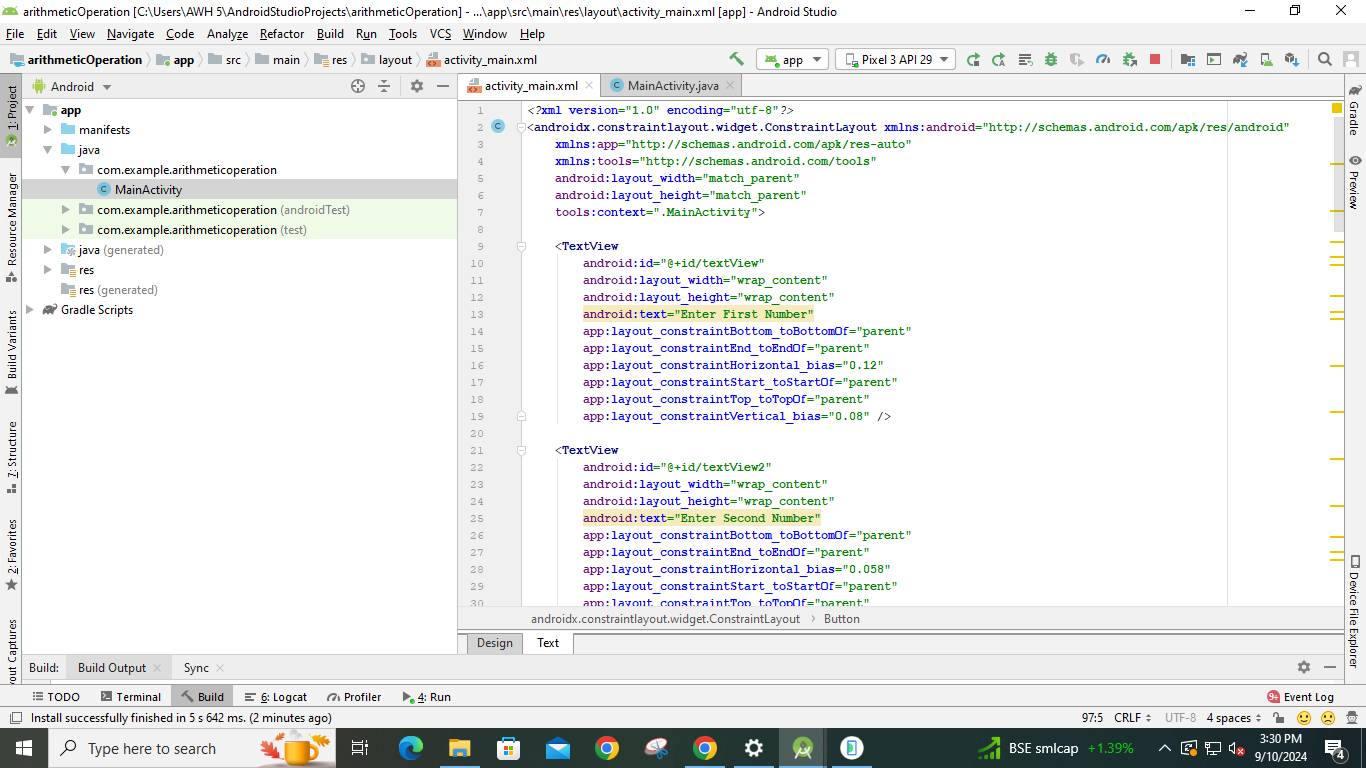 arithmeticOperation [C:\Users\AWH 5\AndroidStudioProjects\arithmeticOperation] - ...\app\src\main\res\layout\activity_main.xml [app] - Android Studio
File Edit View Navigate Code Analyze Refactor Build Run Tools VCS Window Help
arithmeticOperation app src main res layout activity_main.xml app Pixel 3 API 29
1: Project
Resource Manager
Build Variants
7: Structure
2: Favorites
yout Captures
Android
app
manifests
java
com.example.arithmeticoperation
MainActivity
com.example.arithmeticoperation (androidTest)
com.example.arithmeticoperation (test)
java (generated)
res
res (generated)
Gradle Scripts
activity_main.xml MainActivity.java
1 <?xml version="1.0" encoding="utf-8"?>
2 <androidx.constraintlayout.widget.ConstraintLayout xmlns:android="http://schemas.android.com/apk/res/android"
3 xmlns:app="http://schemas.android.com/apk/res-auto"
4 xmlns:tools="http://schemas.android.com/tools"
5 android:layout_width="match_parent"
6 android:layout_height="match_parent"
7 tools:context=".MainActivity">
8
9 <TextView
10 android:id="@+id/textView"
11 android:layout_width="wrap_content"
12 android:layout_height="wrap_content"
13 android:text="Enter First Number"
14 app:layout_constraintBottom_toBottomOf="parent"
15 app:layout_constraintEnd_toEndOf="parent"
16 app:layout_constraintHorizontal_bias="0.12"
17 app:layout_constraintStart_toStartOf="parent"
18 app:layout_constraintTop_toTopOf="parent"
19 app:layout_constraintVertical_bias="0.08" />
20
21 <TextView
22 android:id="@+id/textView2"
23 android:layout_width="wrap_content"
24 android:layout_height="wrap_content"
25 android:text="Enter Second Number"
26 app:layout_constraintBottom_toBottomOf="parent"
27 app:layout_constraintEnd_toEndOf="parent"
28 app:layout_constraintHorizontal_bias="0.058"
29 app:layout_constraintStart_toStartOf="parent"
30 app:layout_constraintTop_toTopOf="parent"
androidx.constraintlayout.widget.ConstraintLayout Button
Design Text
Gradle
Preview
Device File Explorer
Build: Build Output Sync
TODO Terminal Build 6: Logcat Profiler 4: Run 9+ Event Log
Install successfully finished in 5 s 642 ms. (2 minutes ago) 97:5 CRLF UTF-8 4 spaces
Type here to search BSE smlcap +1.39% 3:30 PM
9/10/2024 4